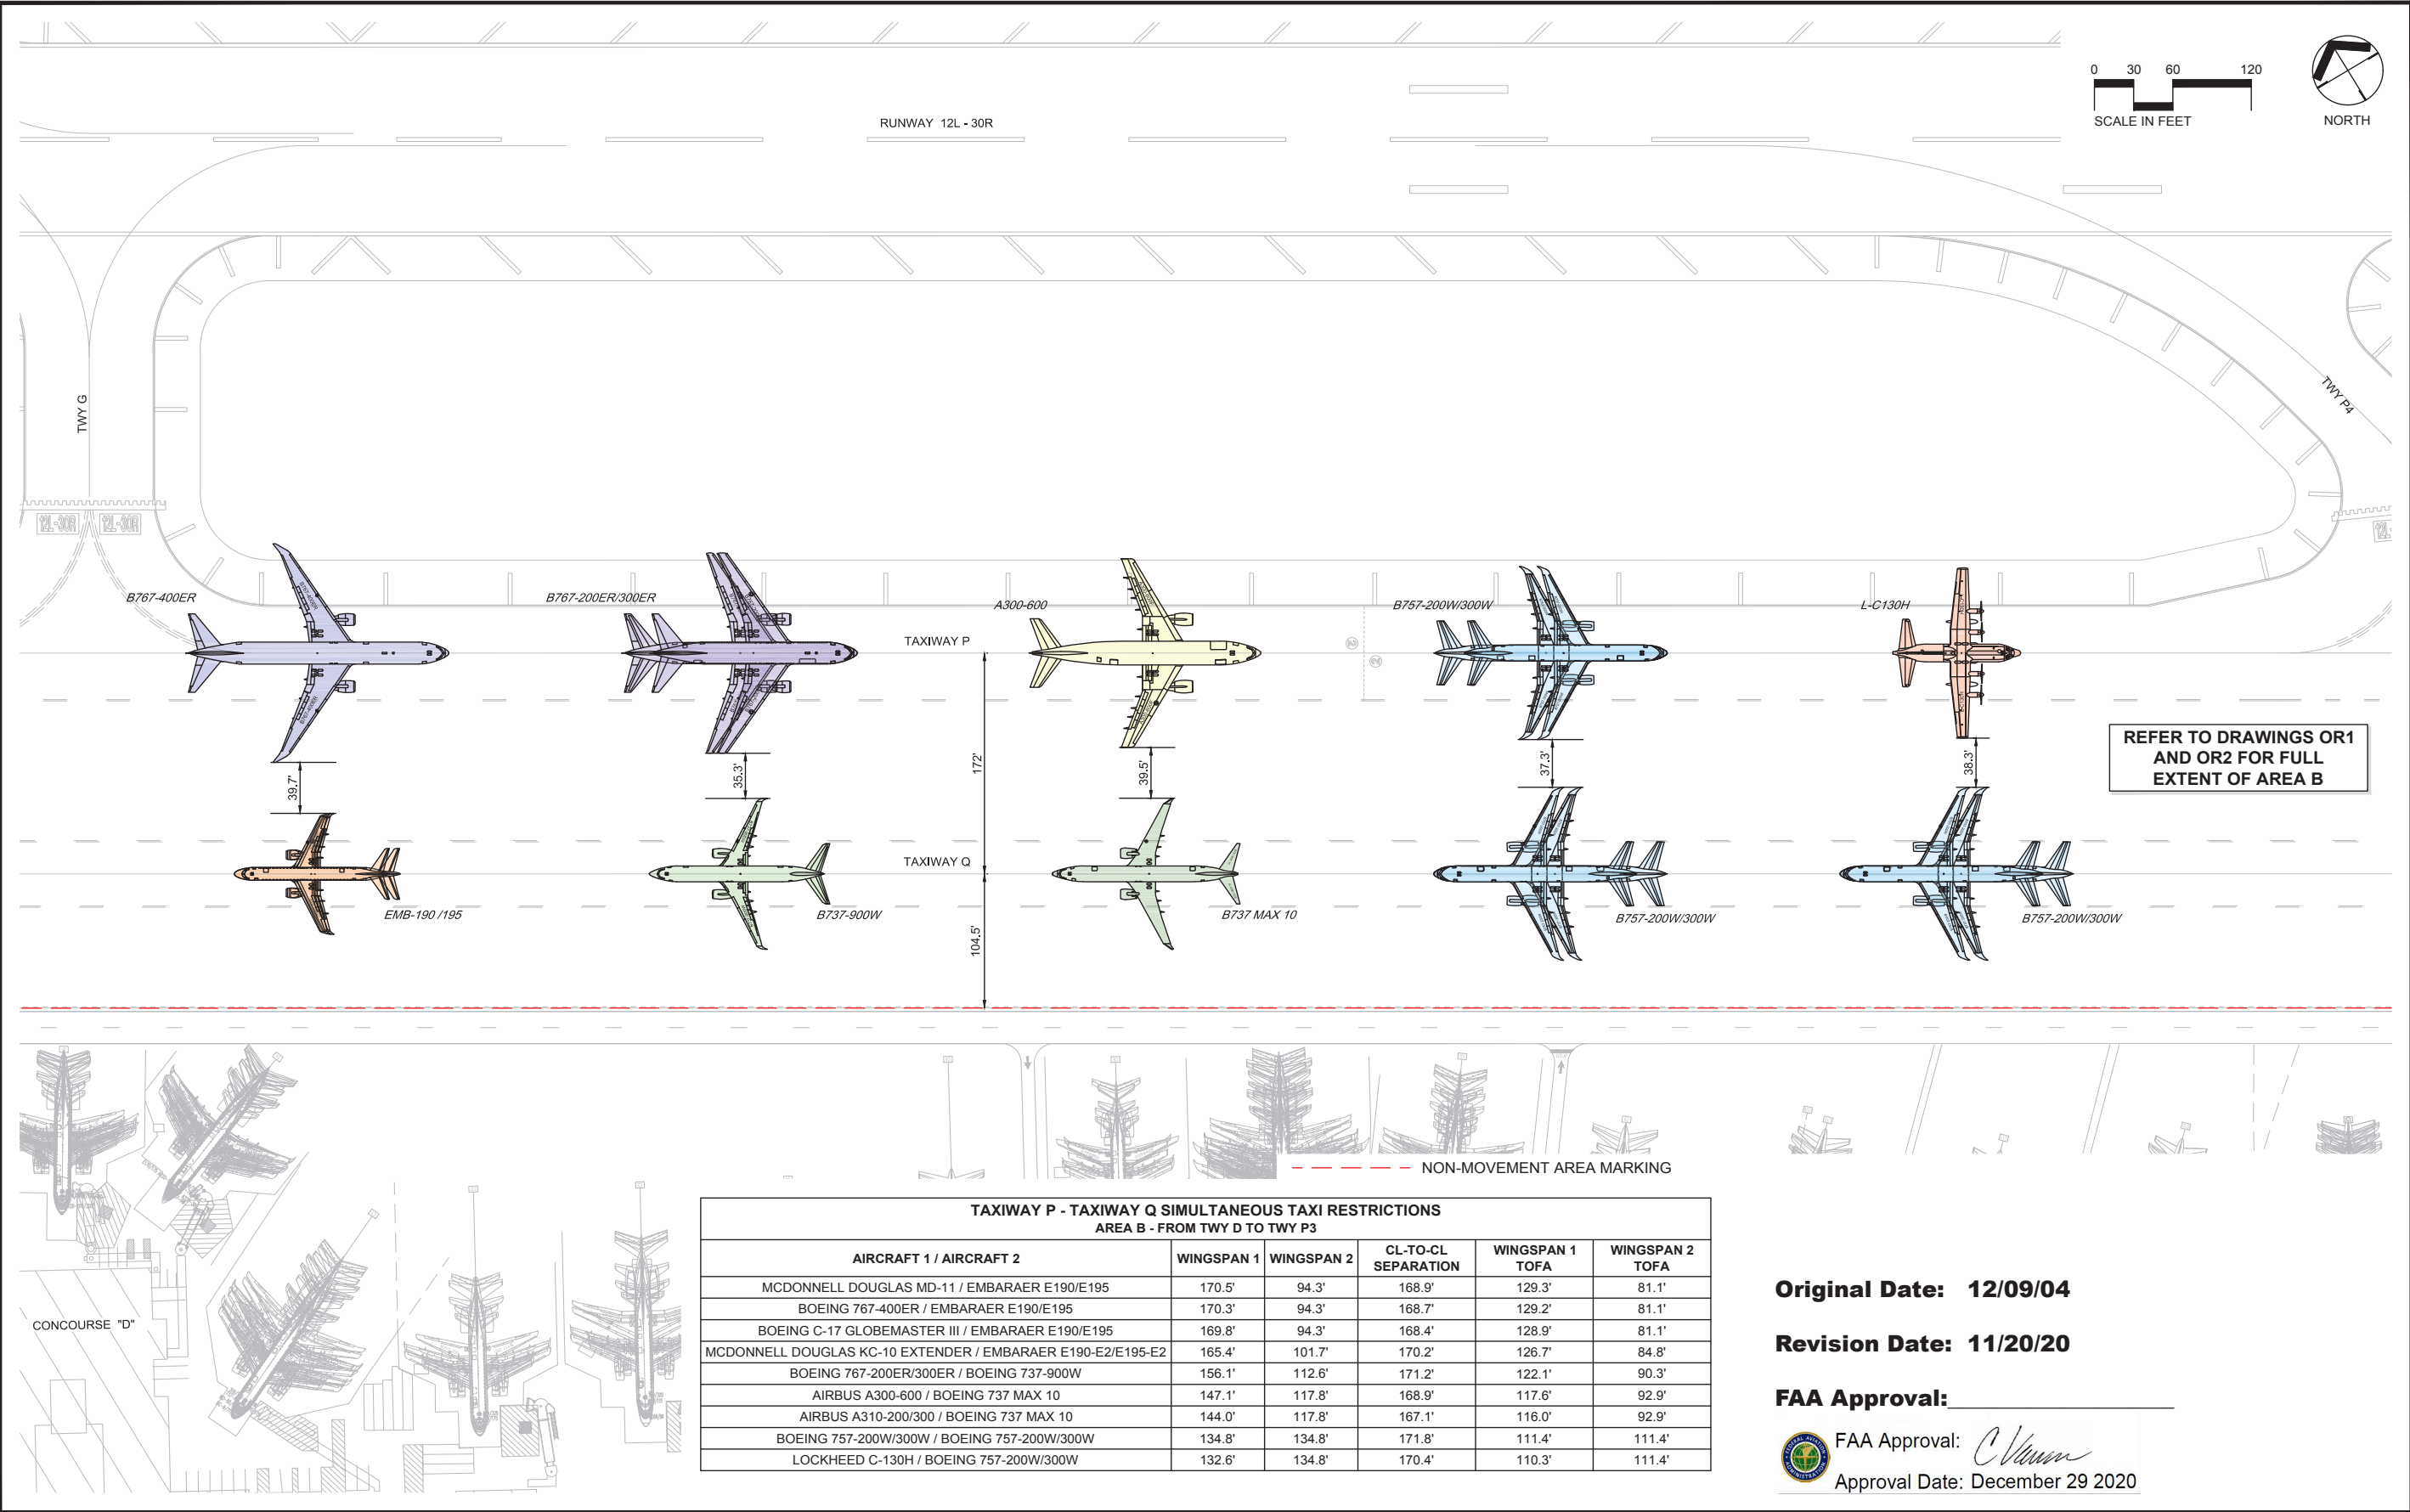 0 30 60 120
SCALE IN FEET
NORTH
RUNWAY 12L - 30R
TWY G
TWY P4
12L-30R 12L-30R
12L-
B767-400ER
B767-200ER/300ER
A300-600
B757-200W/300W
L-C130H
TAXIWAY P
39.7'
35.3'
172'
39.5'
37.3'
38.3'
REFER TO DRAWINGS OR1
AND OR2 FOR FULL
EXTENT OF AREA B
TAXIWAY Q
EMB-190 /195
B737-900W
B737 MAX 10
B757-200W/300W
B757-200W/300W
104.5'
NON-MOVEMENT AREA MARKING
CONCOURSE "D"
TAXIWAY P - TAXIWAY Q SIMULTANEOUS TAXI RESTRICTIONS
AREA B - FROM TWY D TO TWY P3
AIRCRAFT 1 / AIRCRAFT 2 WINGSPAN 1 WINGSPAN 2 CL-TO-CL SEPARATION WINGSPAN 1 TOFA WINGSPAN 2 TOFA
MCDONNELL DOUGLAS MD-11 / EMBARAER E190/E195 170.5' 94.3' 168.9' 129.3' 81.1'
BOEING 767-400ER / EMBARAER E190/E195 170.3' 94.3' 168.7' 129.2' 81.1'
BOEING C-17 GLOBEMASTER III / EMBARAER E190/E195 169.8' 94.3' 168.4' 128.9' 81.1'
MCDONNELL DOUGLAS KC-10 EXTENDER / EMBARAER E190-E2/E195-E2 165.4' 101.7' 170.2' 126.7' 84.8'
BOEING 767-200ER/300ER / BOEING 737-900W 156.1' 112.6' 171.2' 122.1' 90.3'
AIRBUS A300-600 / BOEING 737 MAX 10 147.1' 117.8' 168.9' 117.6' 92.9'
AIRBUS A310-200/300 / BOEING 737 MAX 10 144.0' 117.8' 167.1' 116.0' 92.9'
BOEING 757-200W/300W / BOEING 757-200W/300W 134.8' 134.8' 171.8' 111.4' 111.4'
LOCKHEED C-130H / BOEING 757-200W/300W 132.6' 134.8' 170.4' 110.3' 111.4'
Original Date: 12/09/04
Revision Date: 11/20/20
FAA Approval:
FAA Approval:
Approval Date: December 29 2020